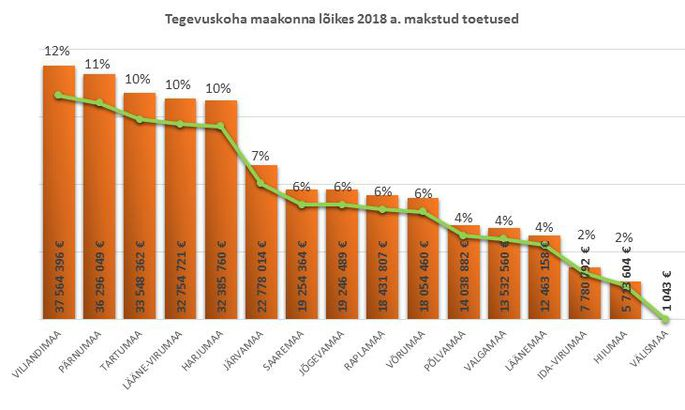 Tegevuskoha maakonna lõikes 2018 a. makstud toetused
12%
11%
10%
10%
10%
7%
6%
6%
6%
6%
4%
4%
4%
2%
2%
37 564 396 €
36 296 049 €
33 548 362 €
32 754 721 €
32 385 760 €
22 778 014 €
19 254 364 €
19 246 489 €
18 431 807 €
18 054 460 €
14 038 882 €
13 532 560 €
12 463 158 €
7 780 792 €
5 7 3 604 €
1 043 €
VILJANDIMAA
PÄRNUMAA
TARTUMAA
LÄÄNE-VIRUMAA
HARJUMAA
JÄRVAMAA
SAAREMAA
JÕGEVAMAA
RAPLAMAA
VÕRUMAA
PÕLVAMAA
VALGAMAA
LÄÄNEMAA
IDA-VIRUMAA
HIIUMAA
VÄLISMAA